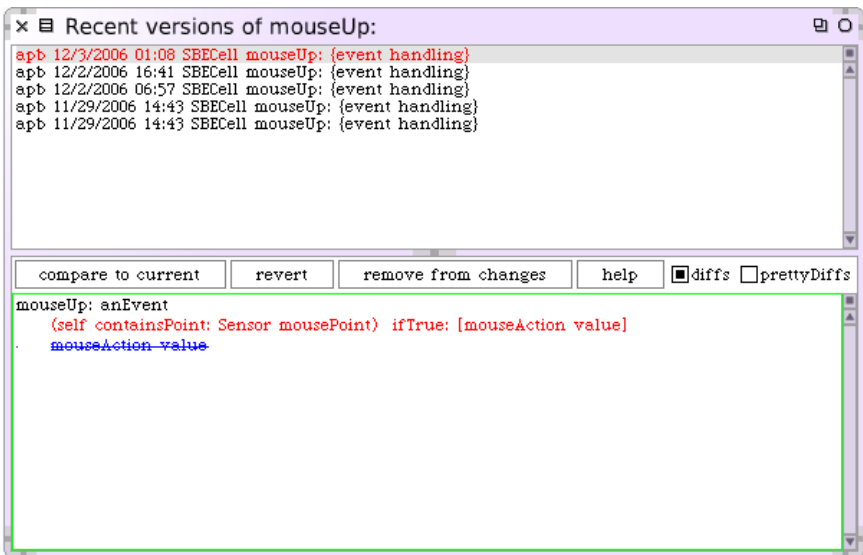 Recent versions of mouseUp:
apb 12/3/2006 01:08 SBECell mouseUp: {event handling}
apb 12/2/2006 16:41 SBECell mouseUp: {event handling}
apb 12/2/2006 06:57 SBECell mouseUp: {event handling}
apb 11/29/2006 14:43 SBECell mouseUp: {event handling}
apb 11/29/2006 14:43 SBECell mouseUp: {event handling}
compare to current revert remove from changes help diffs prettyDiffs
mouseUp: anEvent
(self containsPoint: Sensor mousePoint) ifTrue: [mouseAction value]
mouseAction value